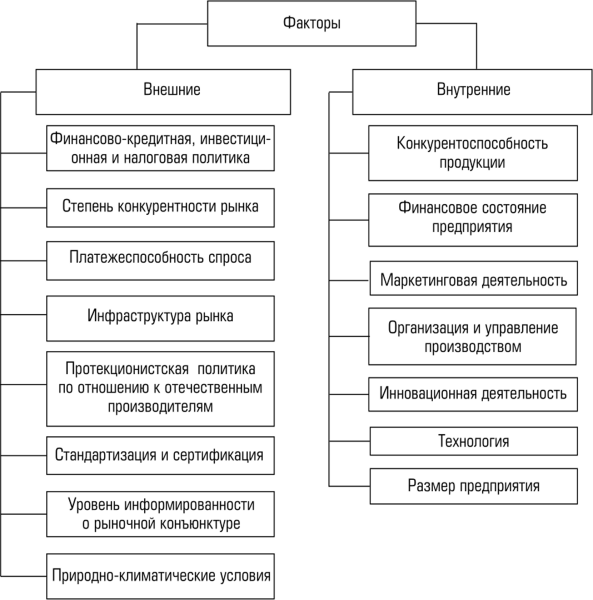 Факторы
Внешние
Финансово-кредитная, инвестици-
онная и налоговая политика
Степень конкурентности рынка
Платежеспособность спроса
Инфраструктура рынка
Протекционистская политика
по отношению к отечественным
производителям
Стандартизация и сертификация
Уровень информированности
о рыночной конъюнктуре
Природно-климатические условия
Внутренние
Конкурентоспособность
продукции
Финансовое состояние
предприятия
Маркетинговая деятельность
Организация и управление
производством
Инновационная деятельность
Технология
Размер предприятия